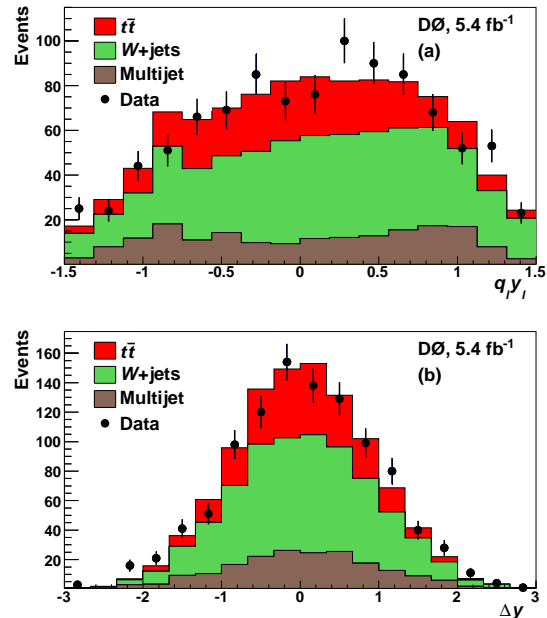 Events
100
80
60
40
20
tt̄
W+jets
Multijet
Data
DØ, 5.4 fb⁻¹
(a)
-1.5 -1 -0.5 0 0.5 1 1.5
qₗyₗ
Events
160
140
120
100
80
60
40
20
tt̄
W+jets
Multijet
Data
DØ, 5.4 fb⁻¹
(b)
-3 -2 -1 0 1 2 3
Δy